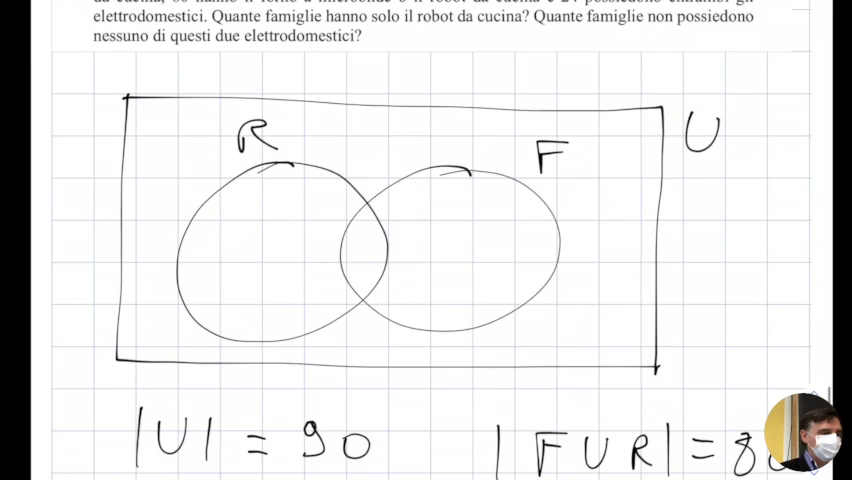 elettrodomestici. Quante famiglie hanno solo il robot da cucina? Quante famiglie non possiedono
nessuno di questi due elettrodomestici?
R
F
U
|U| = 90
|F U R| = 80